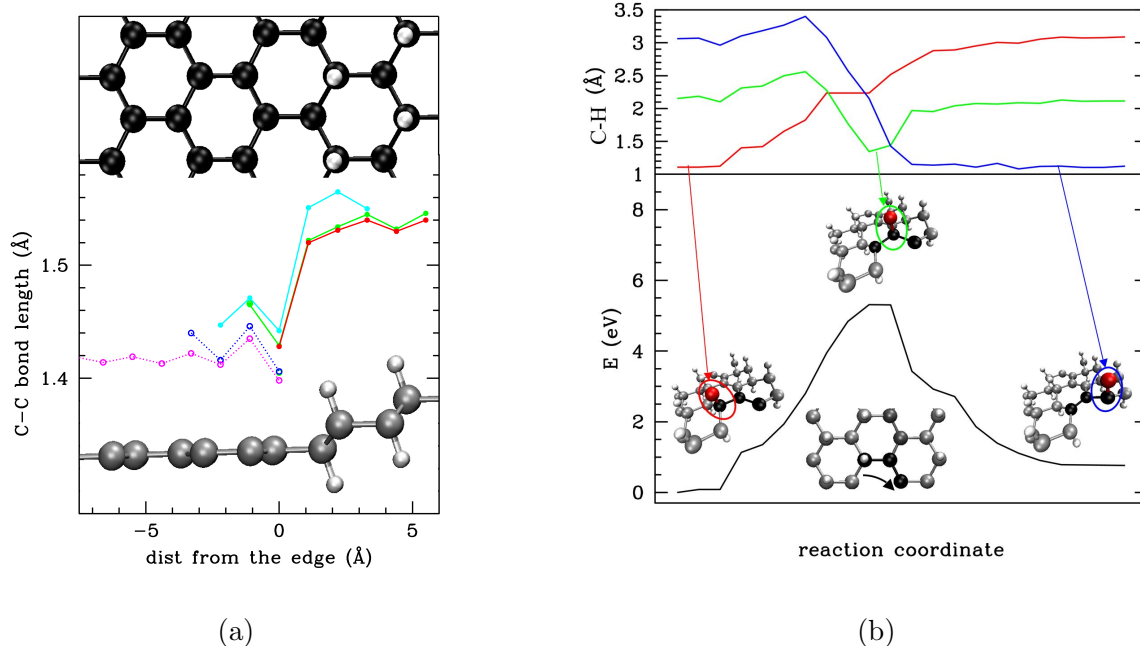 C−C bond length (Å)
1.5
1.4
−5
0
5
dist from the edge (Å)
(a)
C-H (Å)
3.5
3
2.5
2
1.5
1
E (eV)
8
6
4
2
0
reaction coordinate
(b)